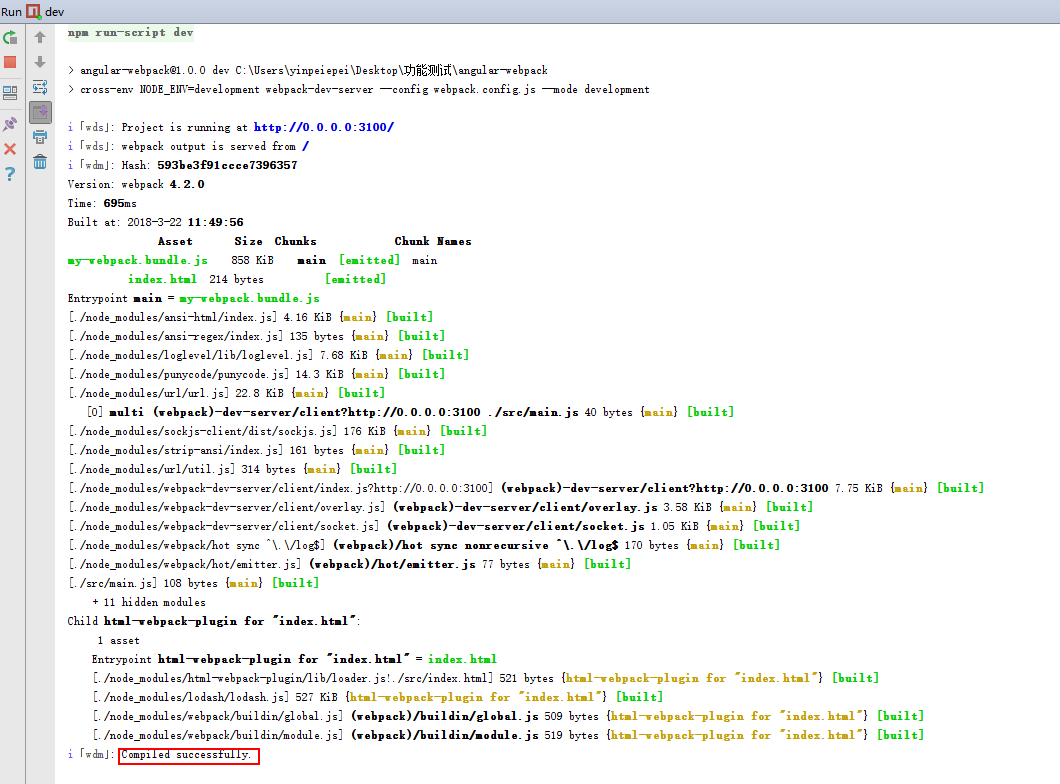 Run dev
npm run-script dev
> angular-webpack@1.0.0 dev C:\Users\yinpeiepei\Desktop\功能测试\angular-webpack
> cross-env NODE_ENV=development webpack-dev-server --config webpack.config.js --mode development
i ｢wds｣: Project is running at http://0.0.0.0:3100/
i ｢wds｣: webpack output is served from /
i ｢wdm｣: Hash: 593be3f91ccce7396357
Version: webpack 4.2.0
Time: 695ms
Built at: 2018-3-22 11:49:56
Asset Size Chunks Chunk Names
my-webpack.bundle.js 858 KiB main [emitted] main
index.html 214 bytes [emitted]
Entrypoint main = my-webpack.bundle.js
[./node_modules/ansi-html/index.js] 4.16 KiB {main} [built]
[./node_modules/ansi-regex/index.js] 135 bytes {main} [built]
[./node_modules/loglevel/lib/loglevel.js] 7.68 KiB {main} [built]
[./node_modules/punycode/punycode.js] 14.3 KiB {main} [built]
[./node_modules/url/url.js] 22.8 KiB {main} [built]
[0] multi (webpack)-dev-server/client?http://0.0.0.0:3100 ./src/main.js 40 bytes {main} [built]
[./node_modules/sockjs-client/dist/sockjs.js] 176 KiB {main} [built]
[./node_modules/strip-ansi/index.js] 161 bytes {main} [built]
[./node_modules/url/util.js] 314 bytes {main} [built]
[./node_modules/webpack-dev-server/client/index.js?http://0.0.0.0:3100] (webpack)-dev-server/client?http://0.0.0.0:3100 7.75 KiB {main} [built]
[./node_modules/webpack-dev-server/client/overlay.js] (webpack)-dev-server/client/overlay.js 3.58 KiB {main} [built]
[./node_modules/webpack-dev-server/client/socket.js] (webpack)-dev-server/client/socket.js 1.05 KiB {main} [built]
[./node_modules/webpack/hot sync ^\.\/log$] (webpack)/hot sync nonrecursive ^\.\/log$ 170 bytes {main} [built]
[./node_modules/webpack/hot/emitter.js] (webpack)/hot/emitter.js 77 bytes {main} [built]
[./src/main.js] 108 bytes {main} [built]
+ 11 hidden modules
Child html-webpack-plugin for "index.html":
1 asset
Entrypoint html-webpack-plugin for "index.html" = index.html
[./node_modules/html-webpack-plugin/lib/loader.js!./src/index.html] 521 bytes {html-webpack-plugin for "index.html"} [built]
[./node_modules/lodash/lodash.js] 527 KiB {html-webpack-plugin for "index.html"} [built]
[./node_modules/webpack/buildin/global.js] (webpack)/buildin/global.js 509 bytes {html-webpack-plugin for "index.html"} [built]
[./node_modules/webpack/buildin/module.js] (webpack)/buildin/module.js 519 bytes {html-webpack-plugin for "index.html"} [built]
i ｢wdm｣: Compiled successfully.